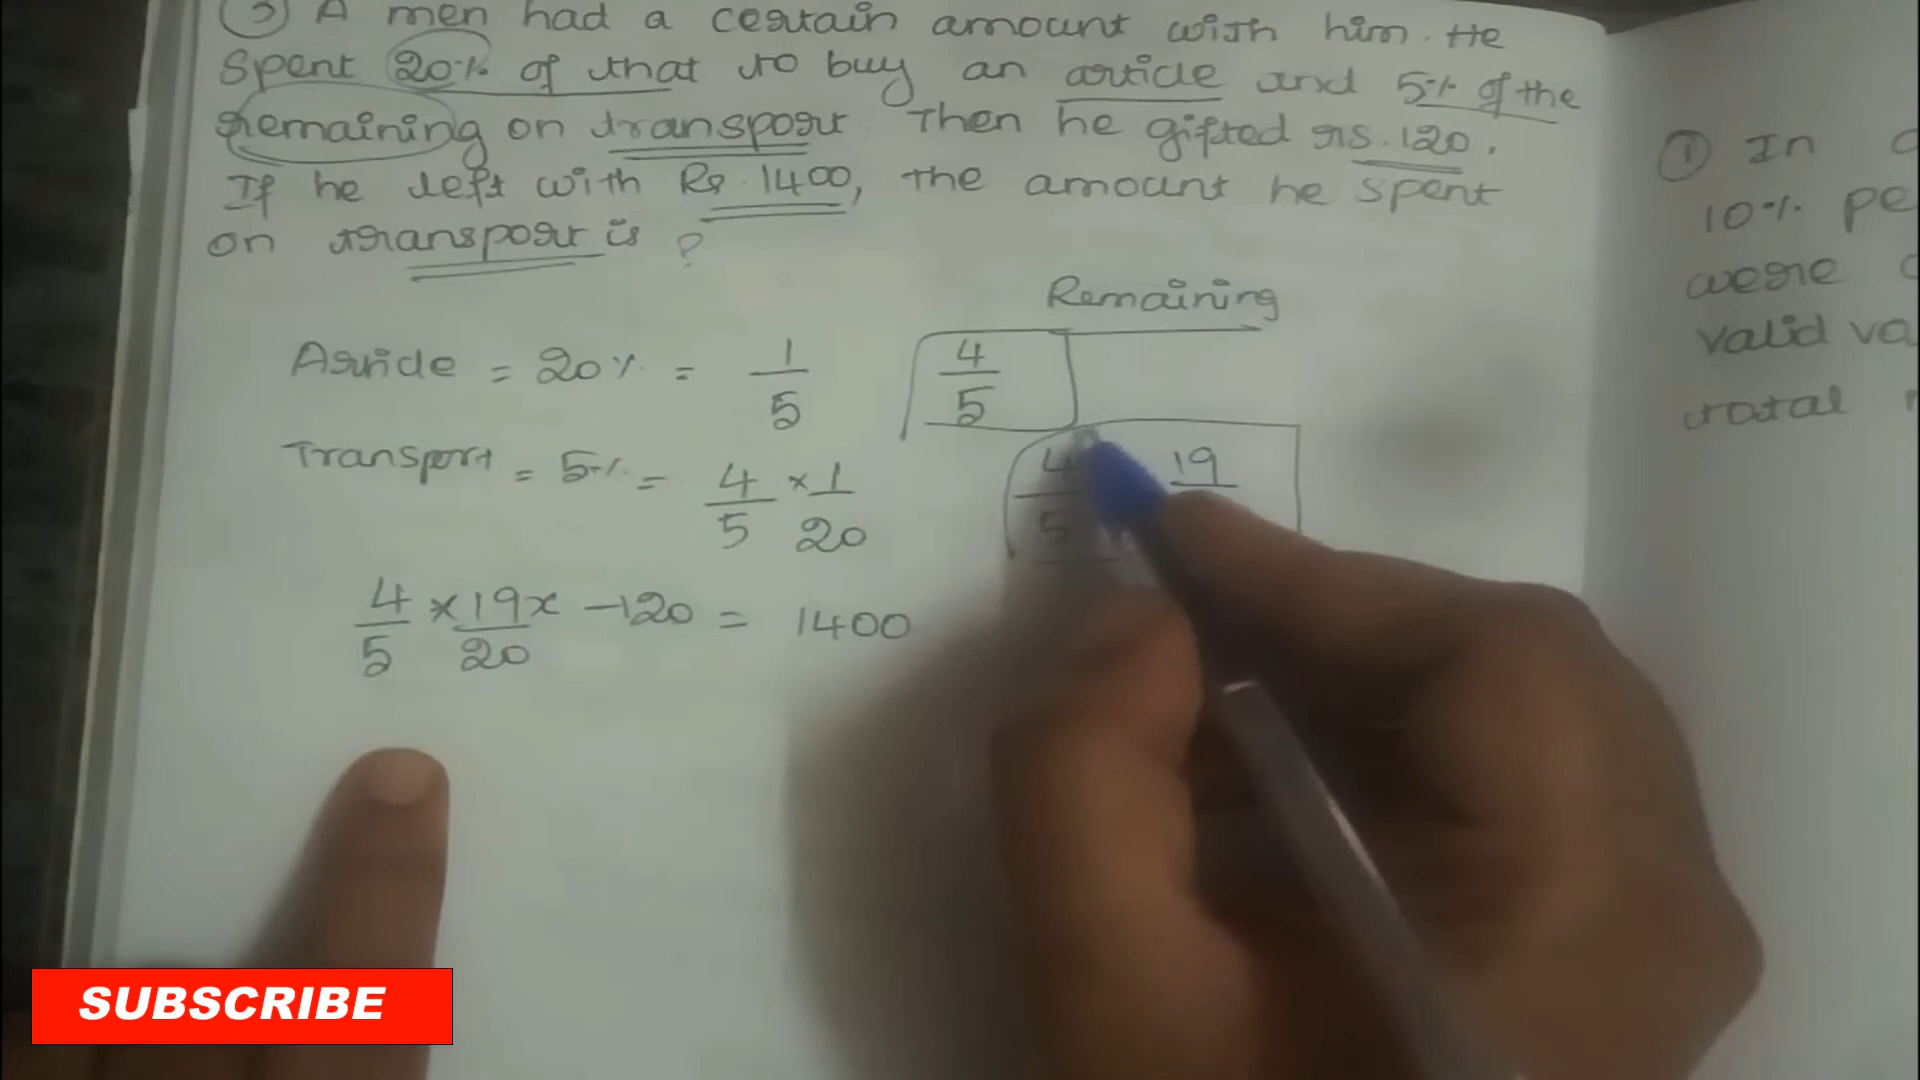 ③ A men had a certain amount with him. He
Spent 20% of that to buy an article and 5% of the
remaining on transport. Then he gifted rs.120.
If he left with Rs.1400, the amount he spent
on transport is ?
Remaining
Article = 20% = 1/5 4/5
Transport = 5% = 4/5 × 1/20 4/5 19
4/5 × 19x/20 - 120 = 1400
① In
10% pe
were
valid vo
total
SUBSCRIBE